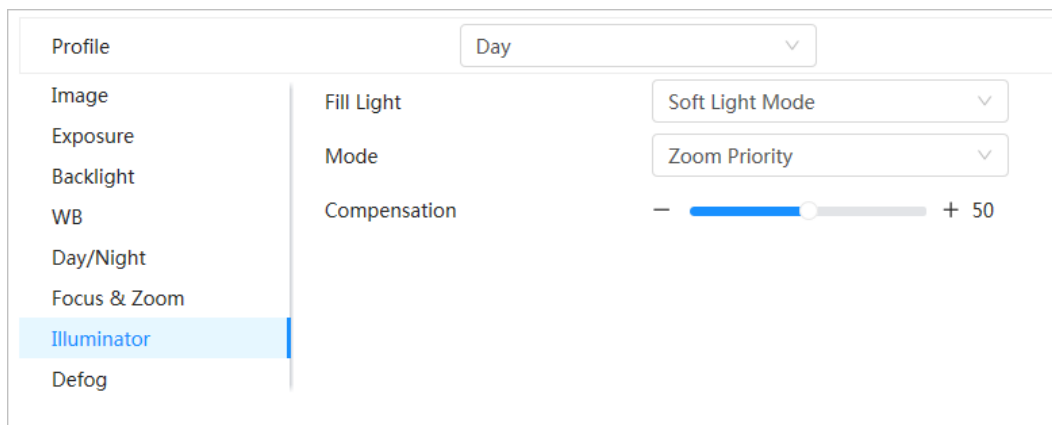 Profile Day
Image
Fill Light Soft Light Mode
Exposure
Mode Zoom Priority
Backlight
WB
Compensation − + 50
Day/Night
Focus & Zoom
Illuminator
Defog